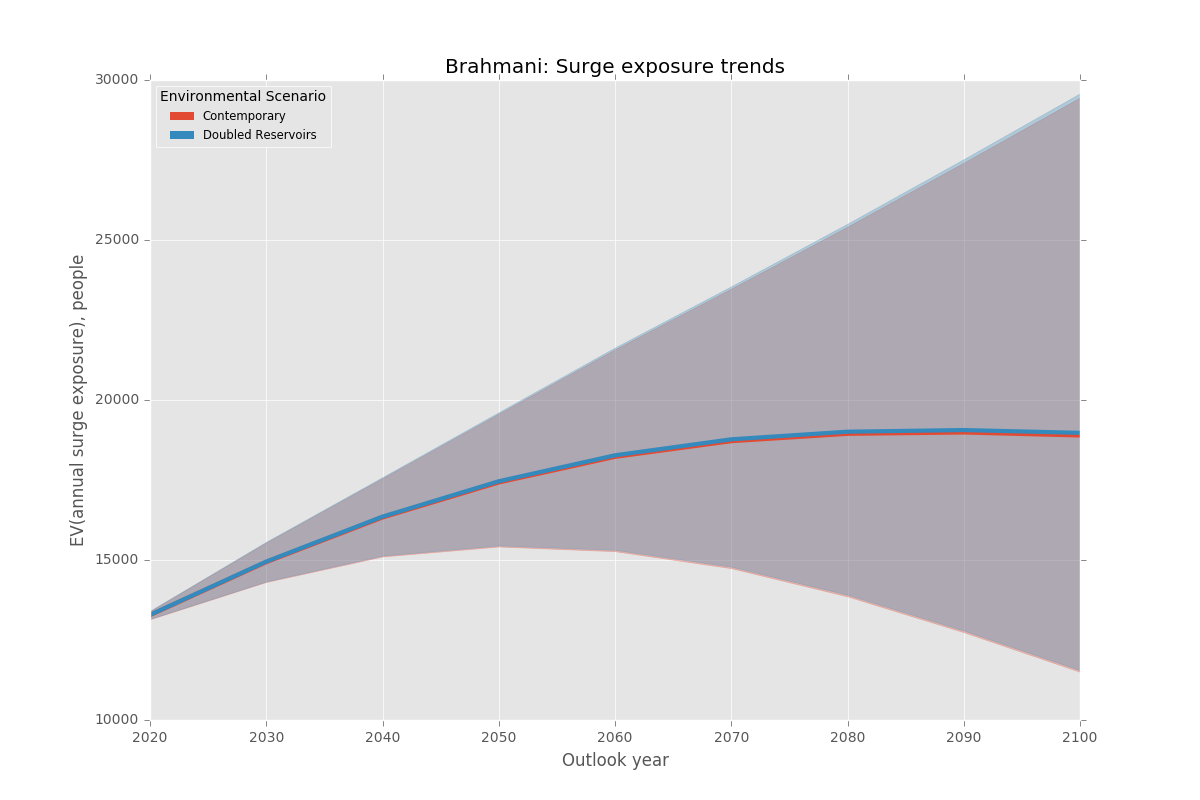 Brahmani: Surge exposure trends
30000
Environmental Scenario
Contemporary
Doubled Reservoirs
25000
20000
15000
10000
EV(annual surge exposure), people
2020 2030 2040 2050 2060 2070 2080 2090 2100
Outlook year